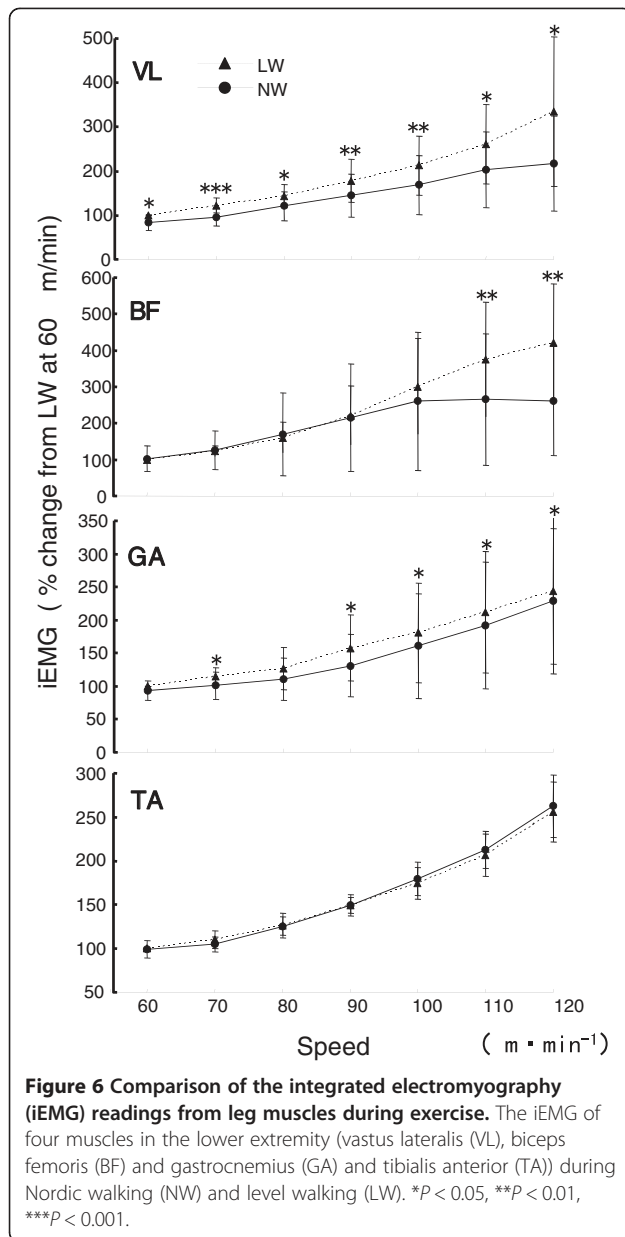 500
VL
▲ LW
● NW
400
300
200
100
0
* *** * ** ** * *
600
BF
500
400
300
200
100
0
** **
350
GA
300
250
200
150
100
50
0
* * * * *
300
TA
250
200
150
100
50
iEMG ( % change from LW at 60 m/min)
60 70 80 90 100 110 120
Speed ( m・min⁻¹)
Figure 6 Comparison of the integrated electromyography
(iEMG) readings from leg muscles during exercise. The iEMG of
four muscles in the lower extremity (vastus lateralis (VL), biceps
femoris (BF) and gastrocnemius (GA) and tibialis anterior (TA)) during
Nordic walking (NW) and level walking (LW). *P < 0.05, **P < 0.01,
***P < 0.001.